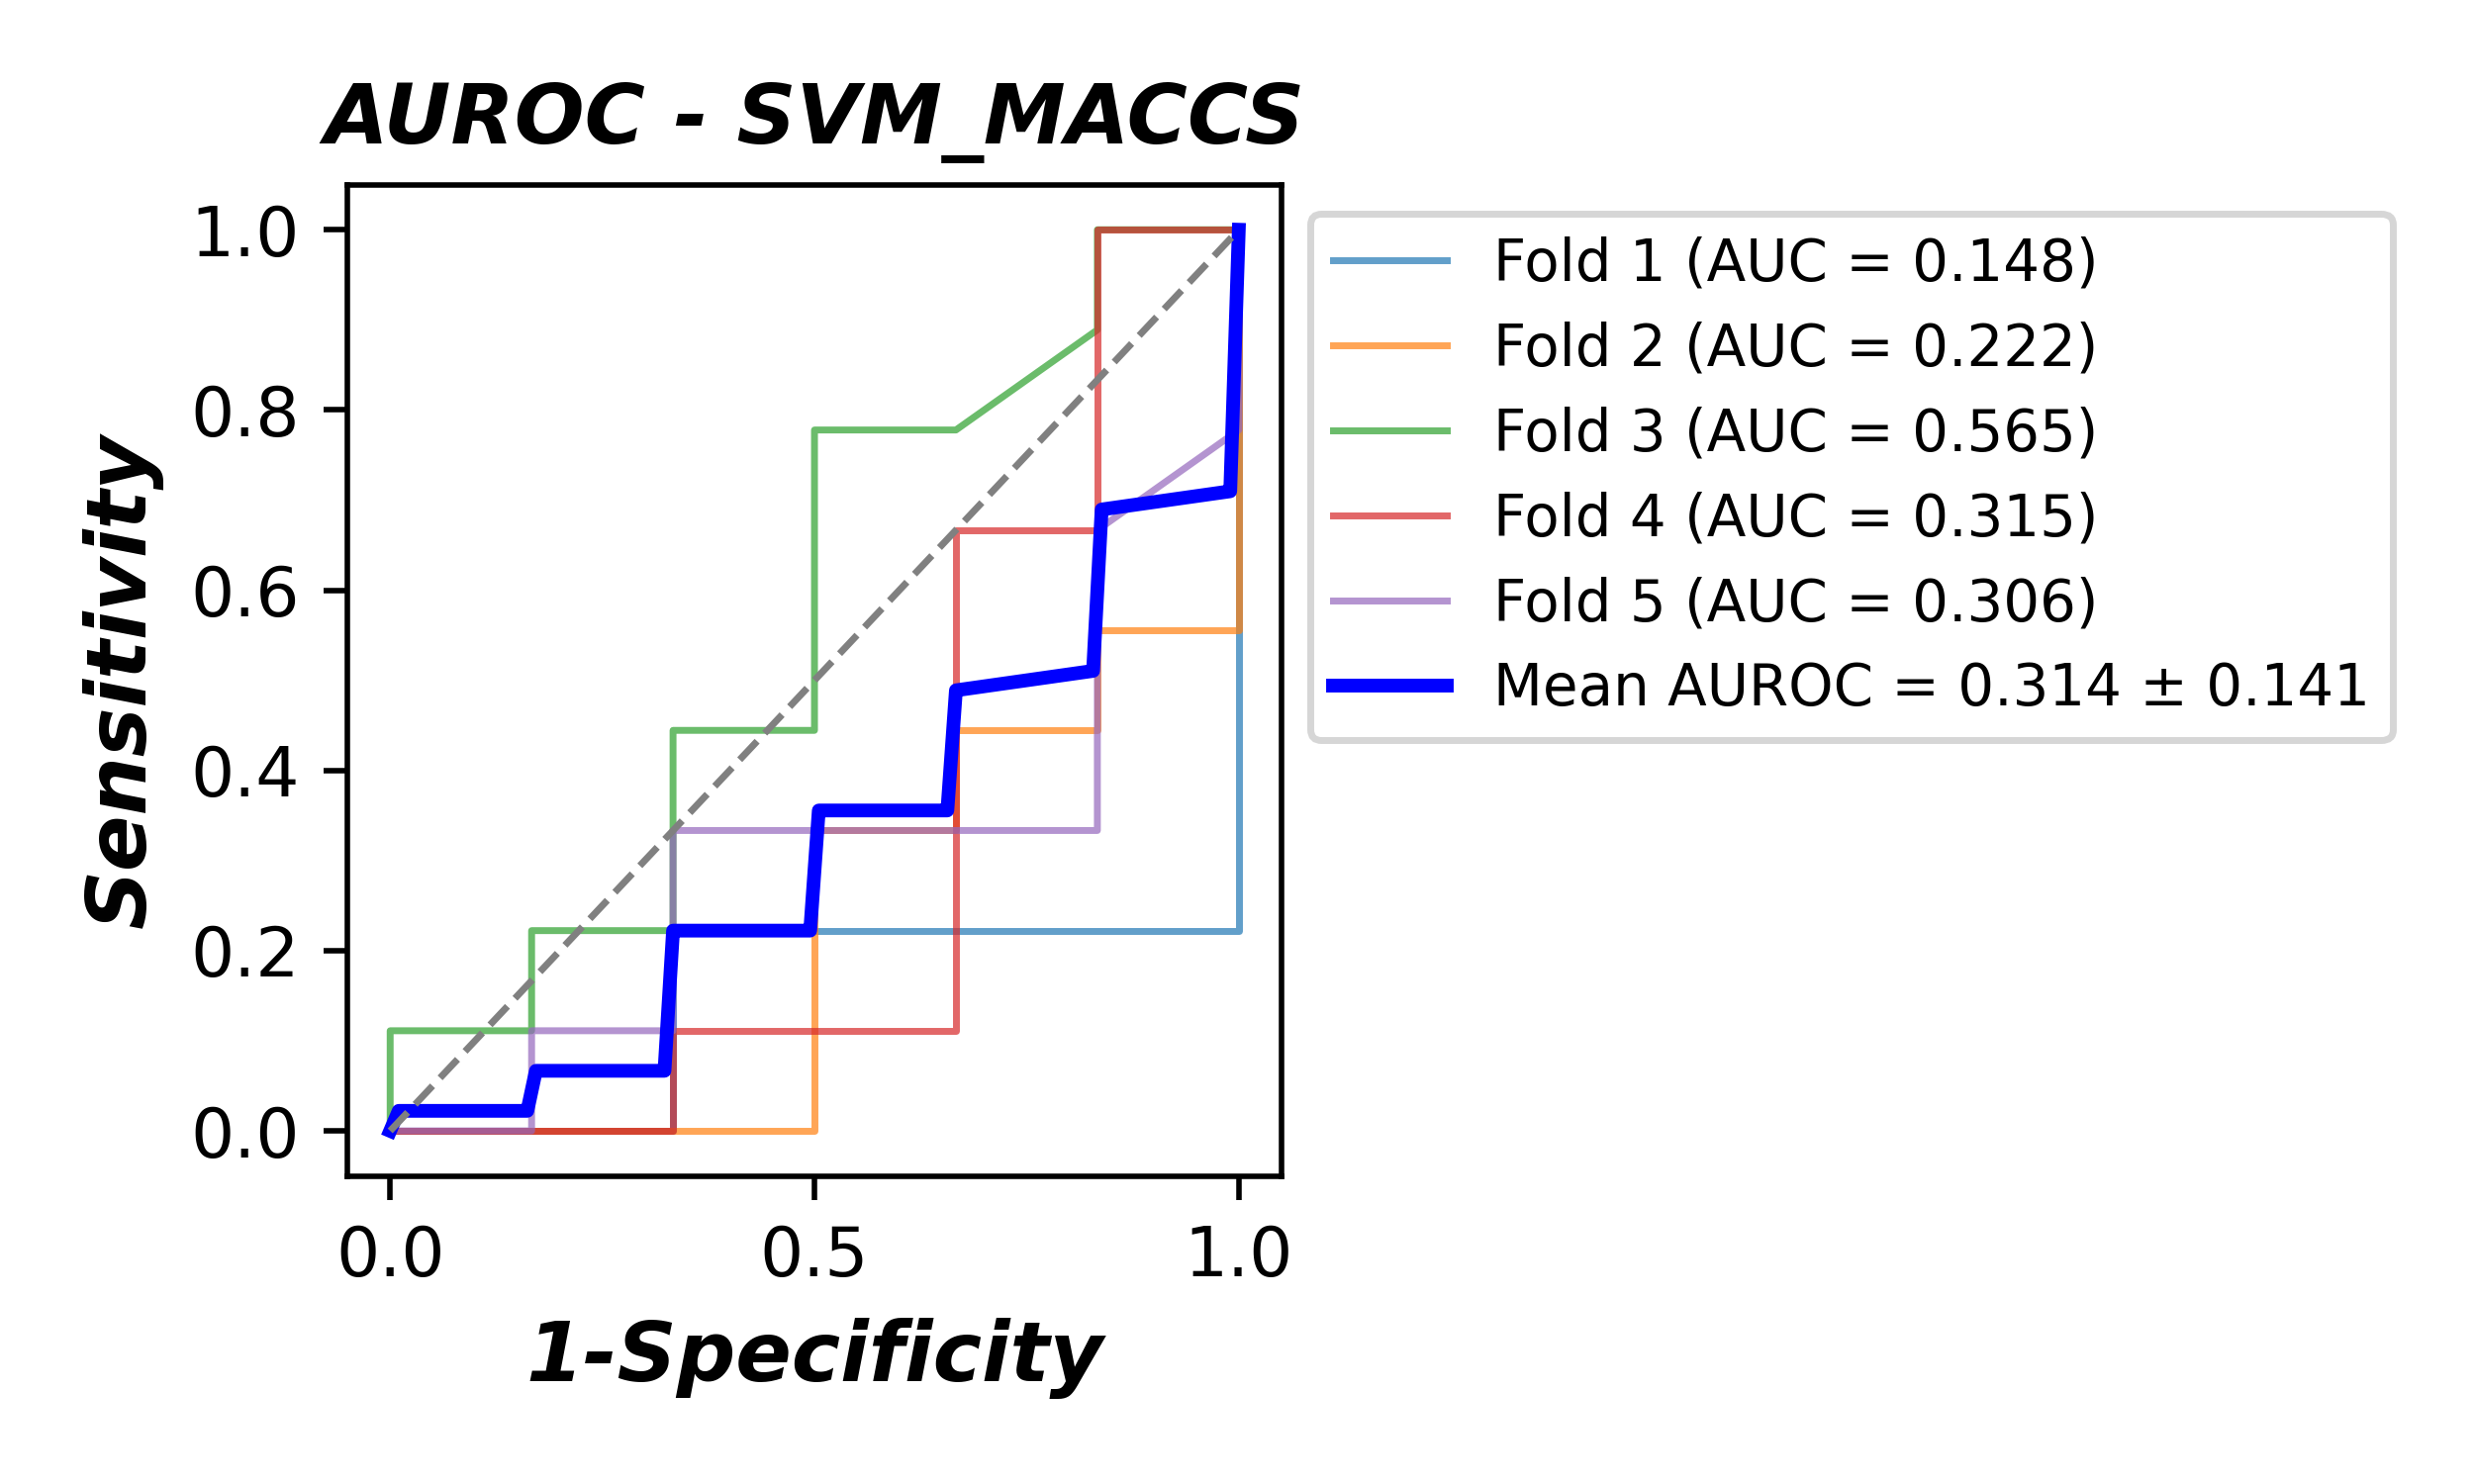 AUROC - SVM_MACCS
Sensitivity
1.0
0.8
0.6
0.4
0.2
0.0
0.0 0.5 1.0
1-Specificity
Fold 1 (AUC = 0.148)
Fold 2 (AUC = 0.222)
Fold 3 (AUC = 0.565)
Fold 4 (AUC = 0.315)
Fold 5 (AUC = 0.306)
Mean AUROC = 0.314 ± 0.141